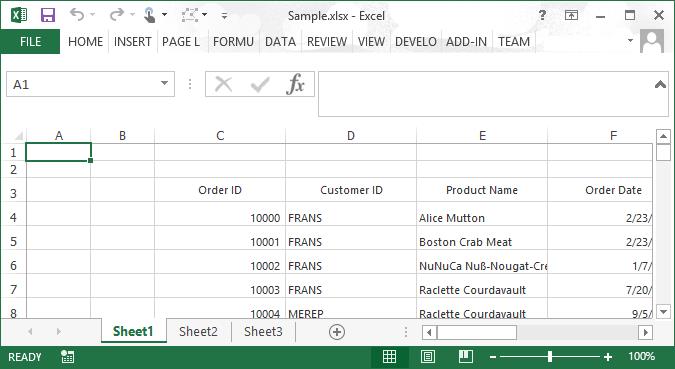 Sample.xlsx - Excel
FILE HOME INSERT PAGE L FORMU DATA REVIEW VIEW DEVELO ADD-IN TEAM
A1 fx
A B C D E F
1
2
3 Order ID Customer ID Product Name Order Date
4 10000 FRANS Alice Mutton 2/23/
5 10001 FRANS Boston Crab Meat 2/23/
6 10002 FRANS NuNuCa Nuß-Nougat-Cre 1/7/
7 10003 FRANS Raclette Courdavault 7/20/
8 10004 MEREP Raclette Courdavault 9/5/
Sheet1 Sheet2 Sheet3
READY 100%